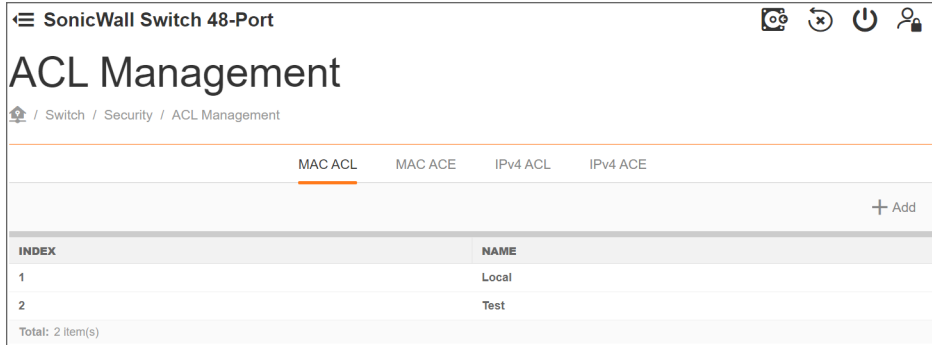 SonicWall Switch 48-Port
ACL Management
/ Switch / Security / ACL Management
MAC ACL MAC ACE IPv4 ACL IPv4 ACE
+ Add
INDEX NAME
1 Local
2 Test
Total: 2 item(s)